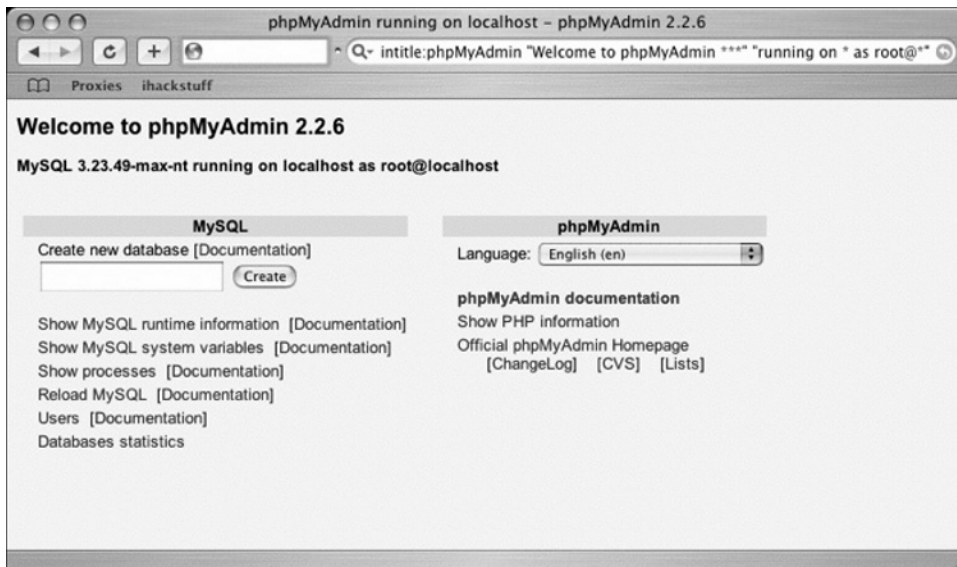 phpMyAdmin running on localhost – phpMyAdmin 2.2.6
intitle:phpMyAdmin "Welcome to phpMyAdmin ***" "running on * as root@*"
Proxies ihackstuff
Welcome to phpMyAdmin 2.2.6
MySQL 3.23.49-max-nt running on localhost as root@localhost
MySQL
Create new database [Documentation]
Create
Show MySQL runtime information [Documentation]
Show MySQL system variables [Documentation]
Show processes [Documentation]
Reload MySQL [Documentation]
Users [Documentation]
Databases statistics
phpMyAdmin
Language: English (en)
phpMyAdmin documentation
Show PHP information
Official phpMyAdmin Homepage
[ChangeLog] [CVS] [Lists]